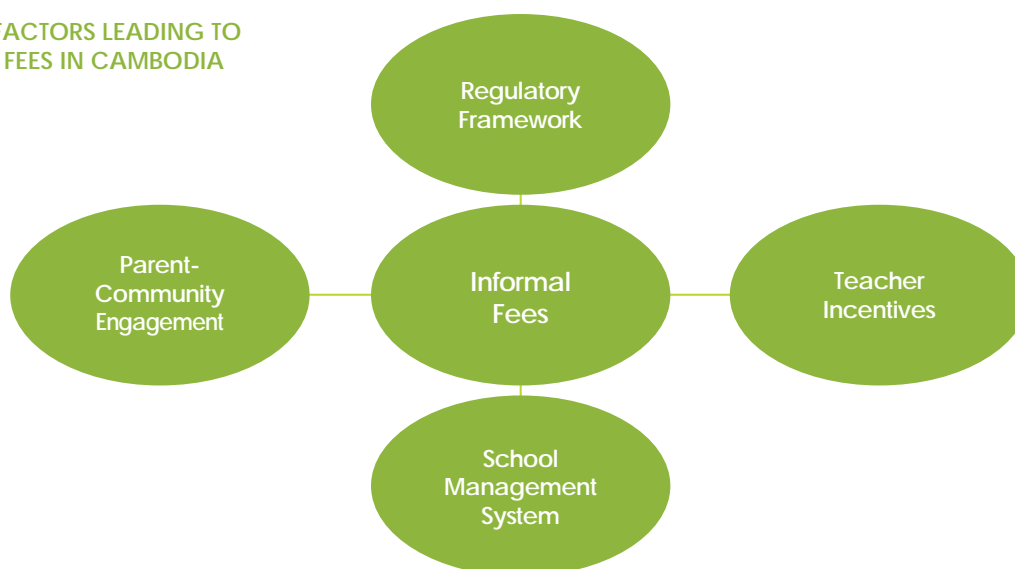 FACTORS LEADING TO
FEES IN CAMBODIA
Regulatory
Framework
Parent-
Community
Engagement
Informal
Fees
Teacher
Incentives
School
Management
System